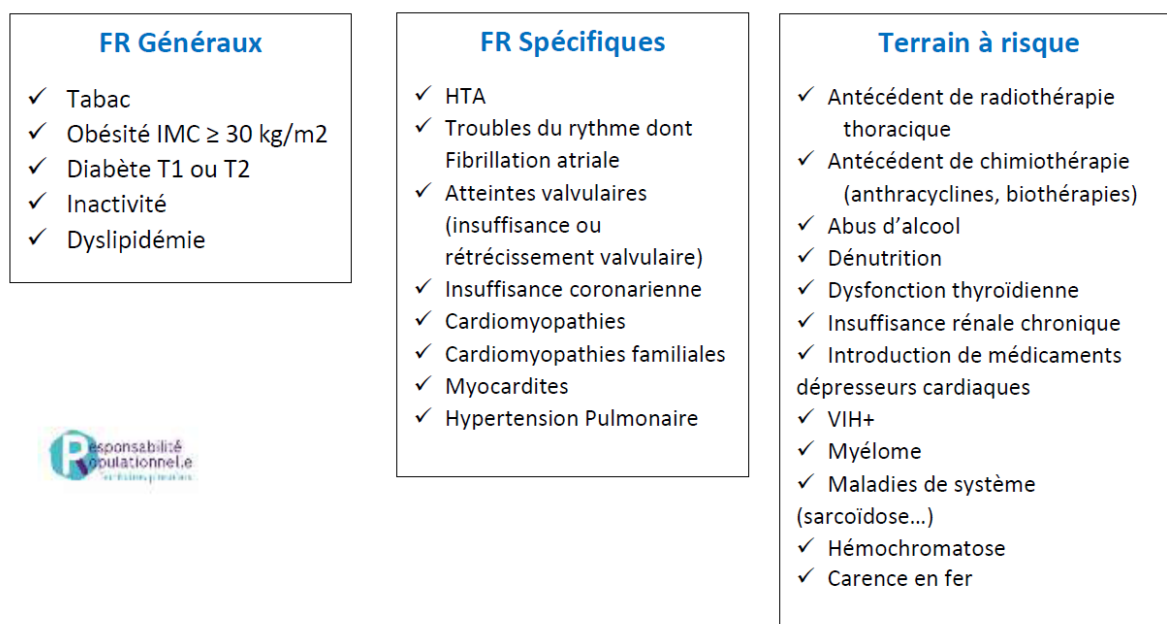 FR Généraux
✓ Tabac
✓ Obésité IMC ≥ 30 kg/m2
✓ Diabète T1 ou T2
✓ Inactivité
✓ Dyslipidémie
FR Spécifiques
✓ HTA
✓ Troubles du rythme dont
Fibrillation atriale
✓ Atteintes valvulaires
(insuffisance ou
rétrécissement valvulaire)
✓ Insuffisance coronarienne
✓ Cardiomyopathies
✓ Cardiomyopathies familiales
✓ Myocardites
✓ Hypertension Pulmonaire
Terrain à risque
✓ Antécédent de radiothérapie
thoracique
✓ Antécédent de chimiothérapie
(anthracyclines, biothérapies)
✓ Abus d’alcool
✓ Dénutrition
✓ Dysfonction thyroïdienne
✓ Insuffisance rénale chronique
✓ Introduction de médicaments
dépresseurs cardiaques
✓ VIH+
✓ Myélome
✓ Maladies de système
(sarcoïdose…)
✓ Hémochromatose
✓ Carence en fer
Responsabilité
Populationnelle